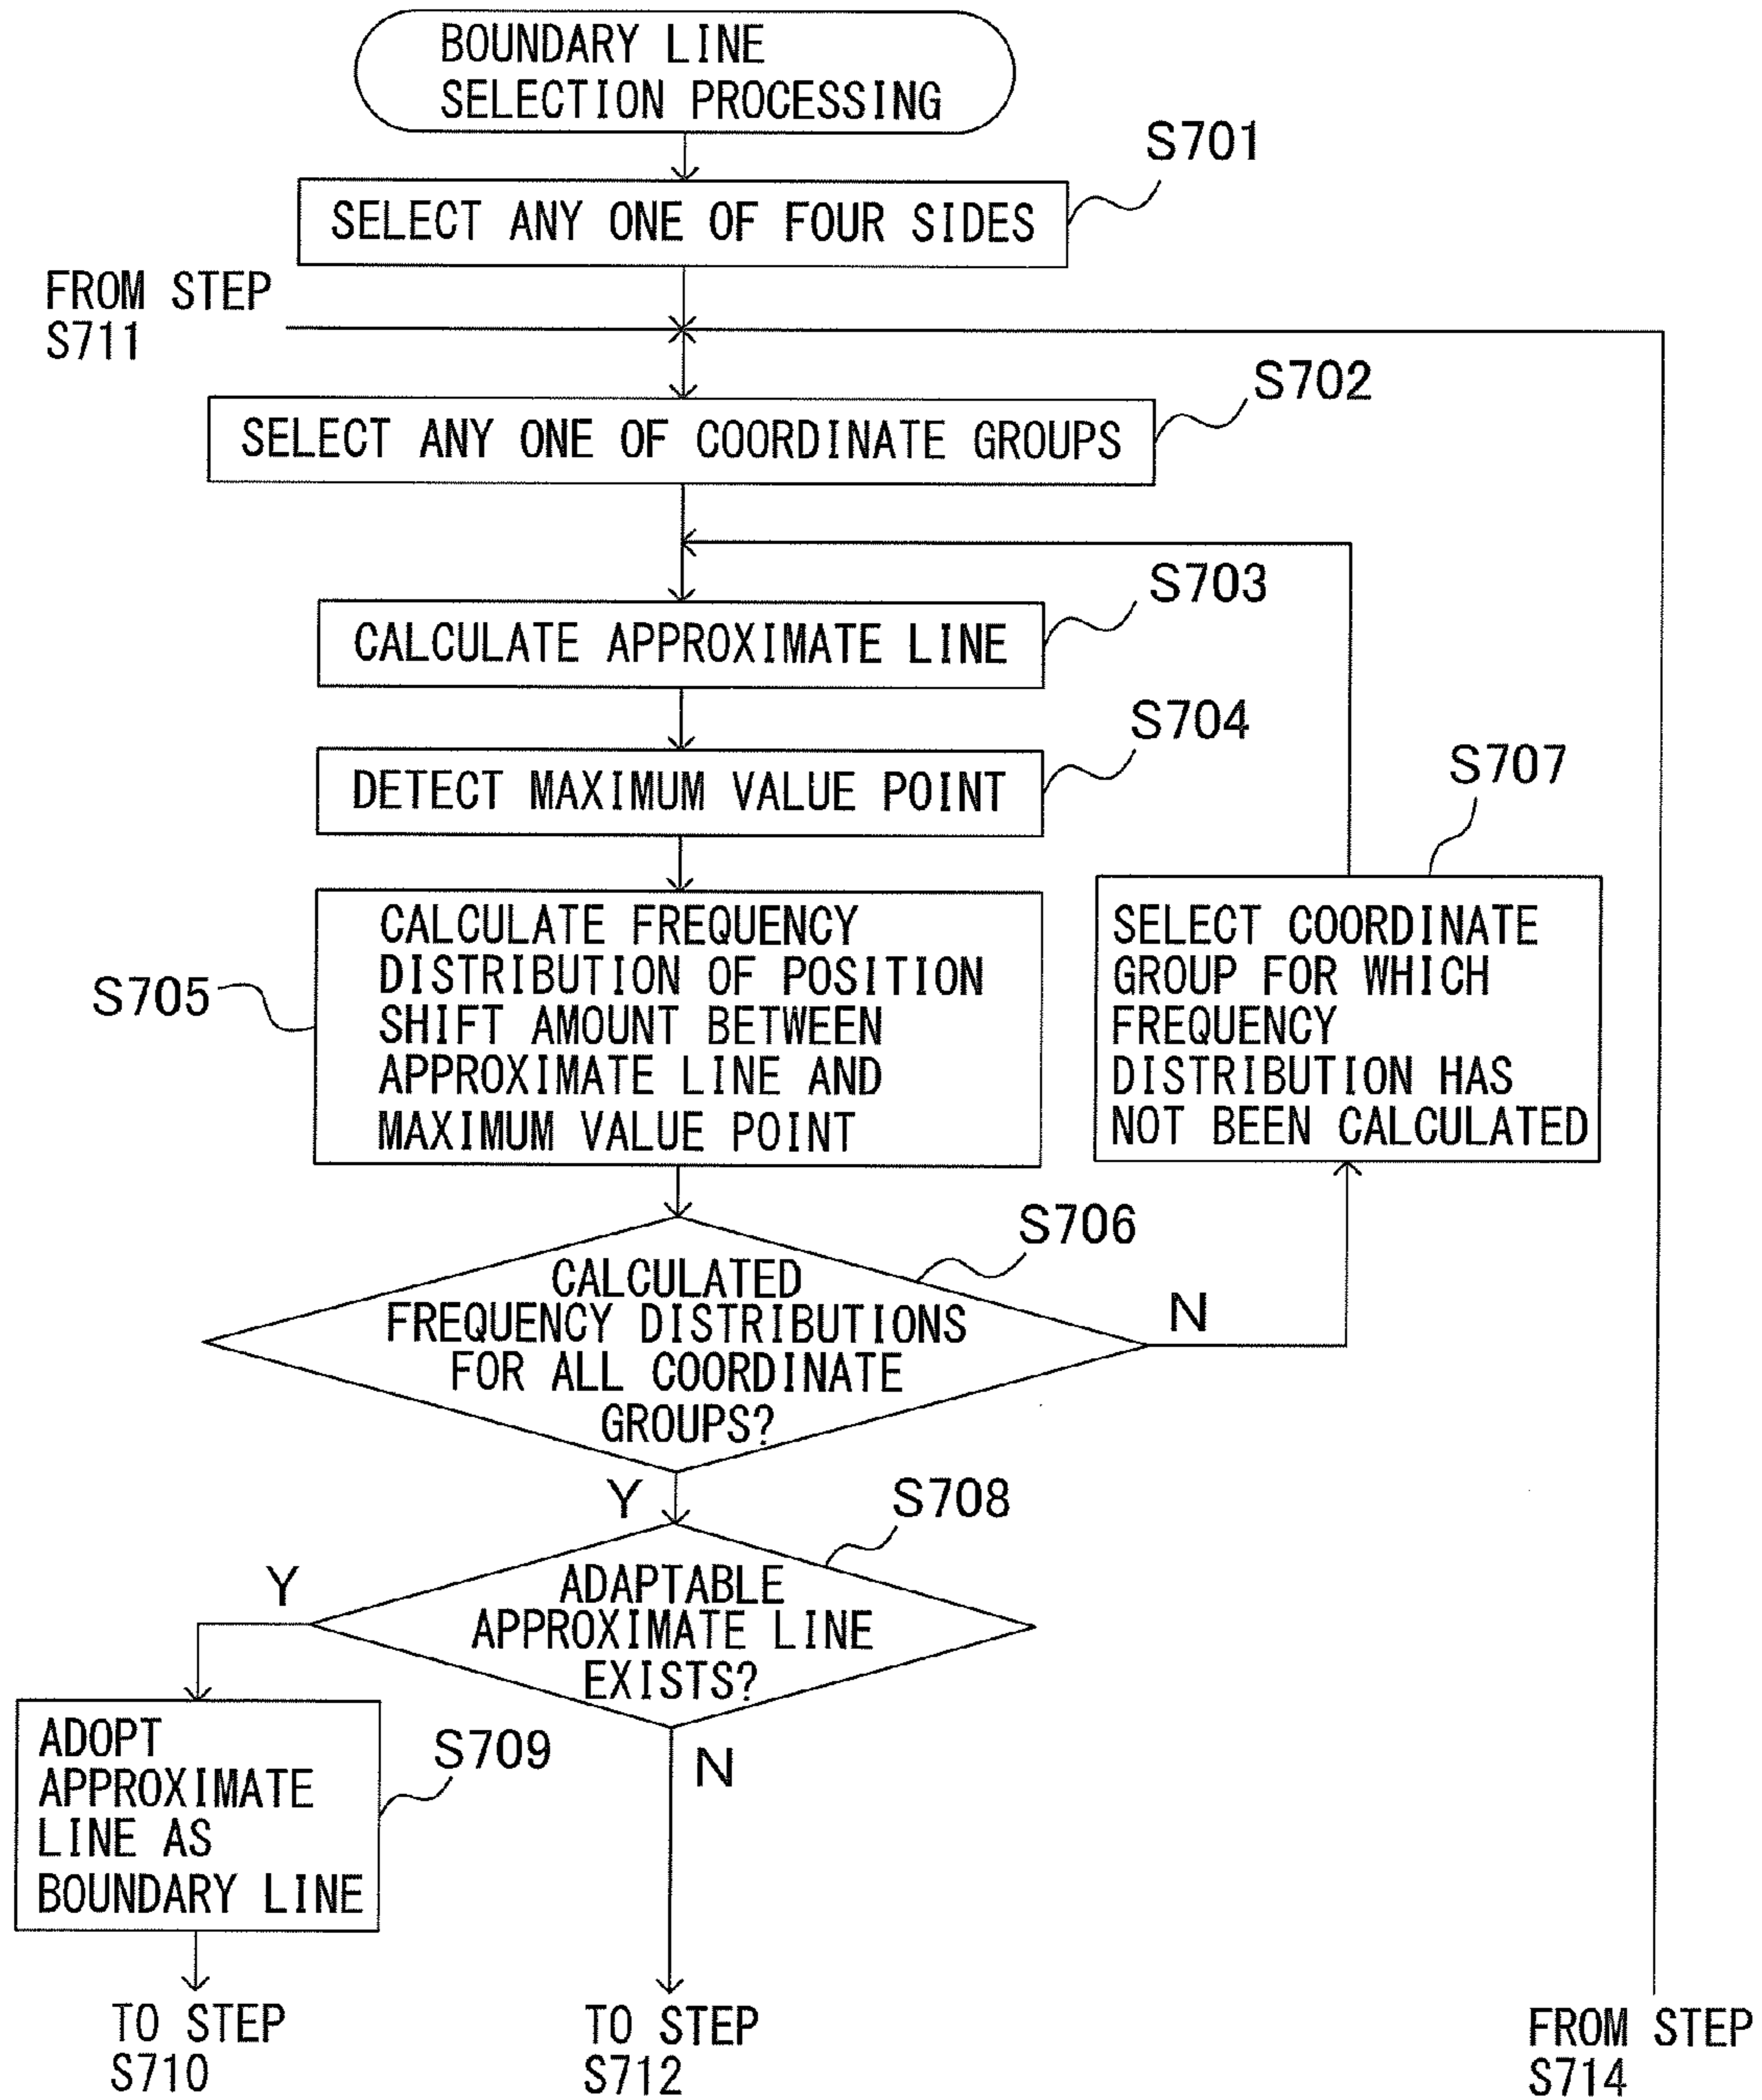 BOUNDARY LINE
SELECTION PROCESSING
S701
SELECT ANY ONE OF FOUR SIDES
FROM STEP
S711
S702
SELECT ANY ONE OF COORDINATE GROUPS
S703
CALCULATE APPROXIMATE LINE
S704
DETECT MAXIMUM VALUE POINT
S707
S705
CALCULATE FREQUENCY
DISTRIBUTION OF POSITION
SHIFT AMOUNT BETWEEN
APPROXIMATE LINE AND
MAXIMUM VALUE POINT
SELECT COORDINATE
GROUP FOR WHICH
FREQUENCY
DISTRIBUTION HAS
NOT BEEN CALCULATED
S706
CALCULATED
FREQUENCY DISTRIBUTIONS
FOR ALL COORDINATE
GROUPS?
N
Y
S708
ADAPTABLE
APPROXIMATE LINE
EXISTS?
Y
N
S709
ADOPT
APPROXIMATE
LINE AS
BOUNDARY LINE
TO STEP
S710
TO STEP
S712
FROM STEP
S714